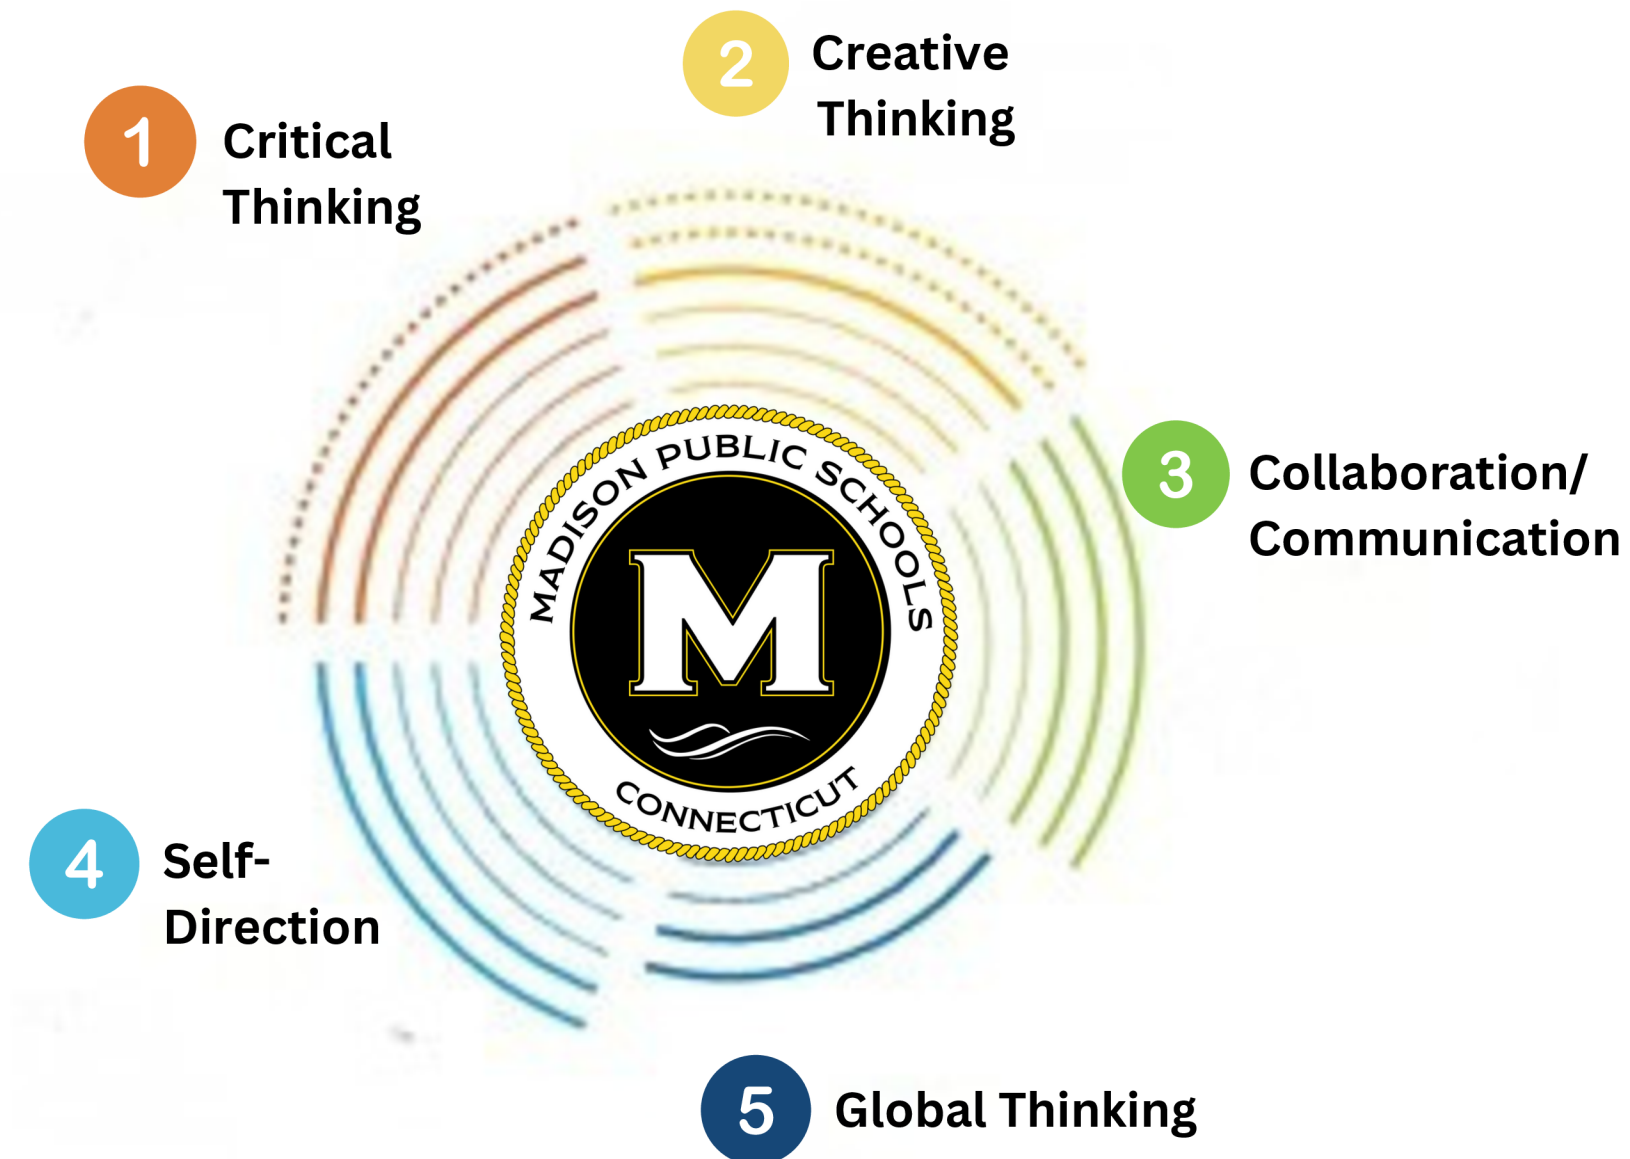 1
Critical
Thinking
2
Creative
Thinking
3
Collaboration/
Communication
MADISON PUBLIC SCHOOLS
M
CONNECTICUT
4
Self-
Direction
5
Global Thinking